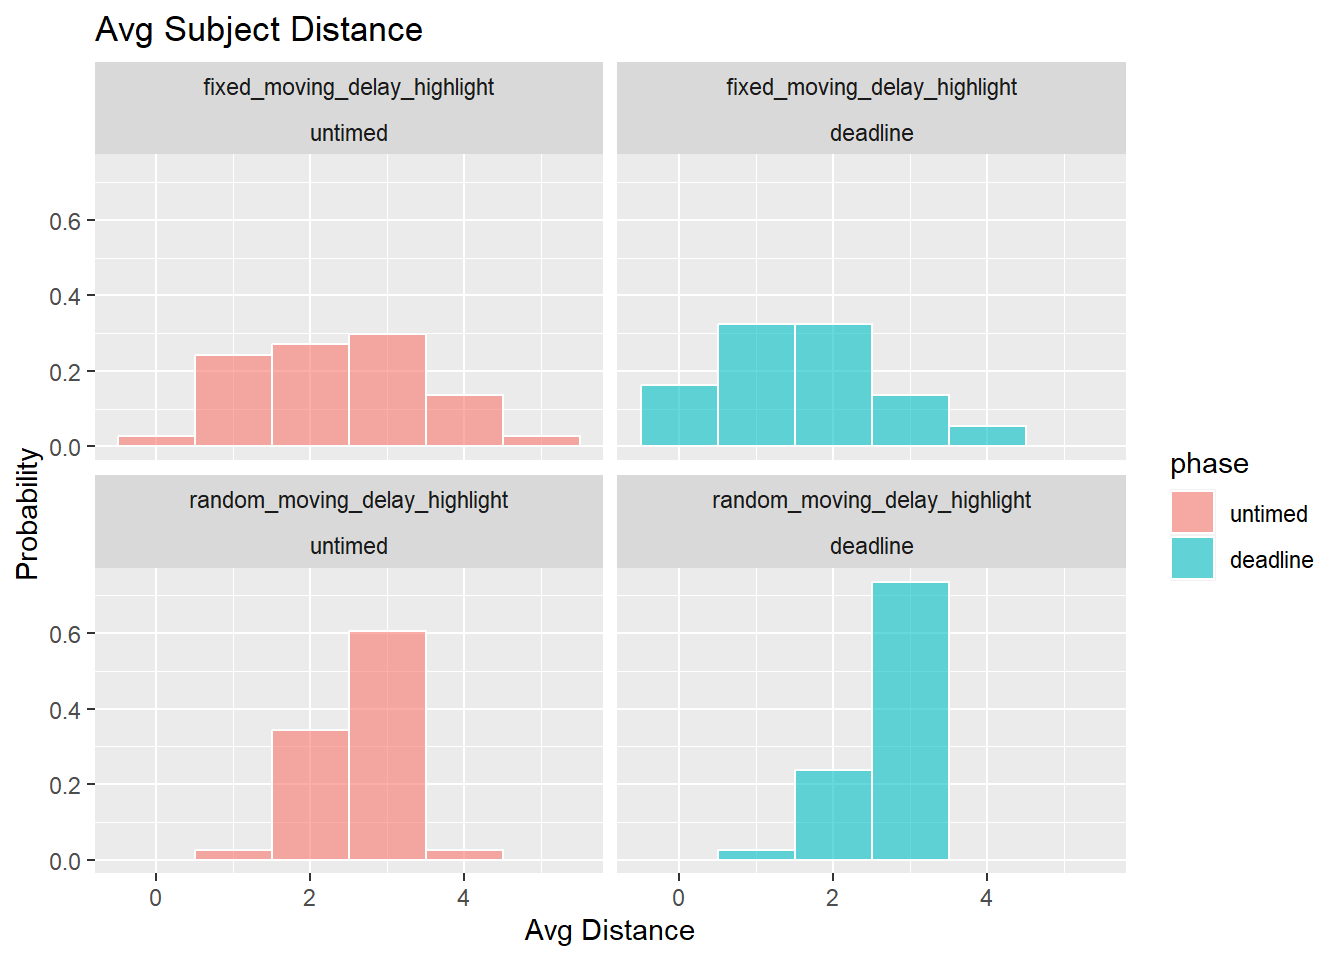 Avg Subject Distance
fixed_moving_delay_highlight
untimed
fixed_moving_delay_highlight
deadline
0.6
0.4
0.2
0.0
random_moving_delay_highlight
untimed
random_moving_delay_highlight
deadline
0.6
0.4
0.2
0.0
0 2 4
0 2 4
Avg Distance
Probability
phase
untimed
deadline